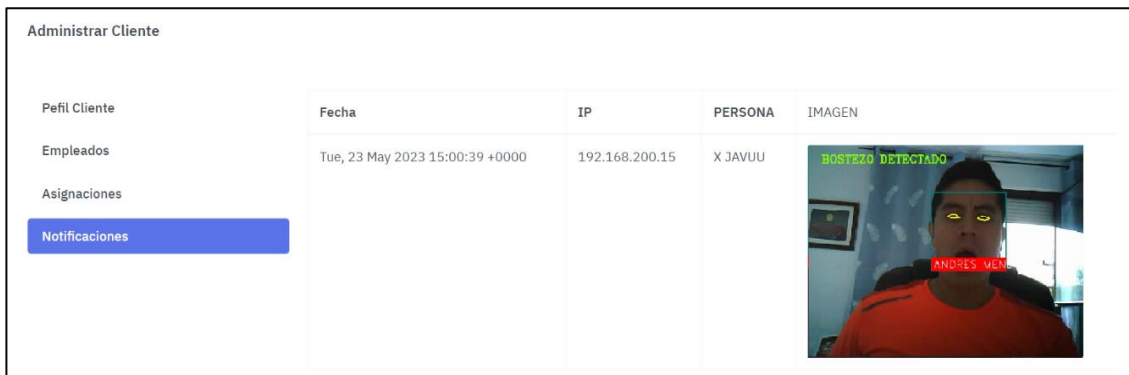 Administrar Cliente
Pefil Cliente
Empleados
Asignaciones
Notificaciones
Fecha IP PERSONA IMAGEN
Tue, 23 May 2023 15:00:39 +0000 192.168.200.15 X JAVUU
BOSTEZO DETECTADO
ANDRES MEN